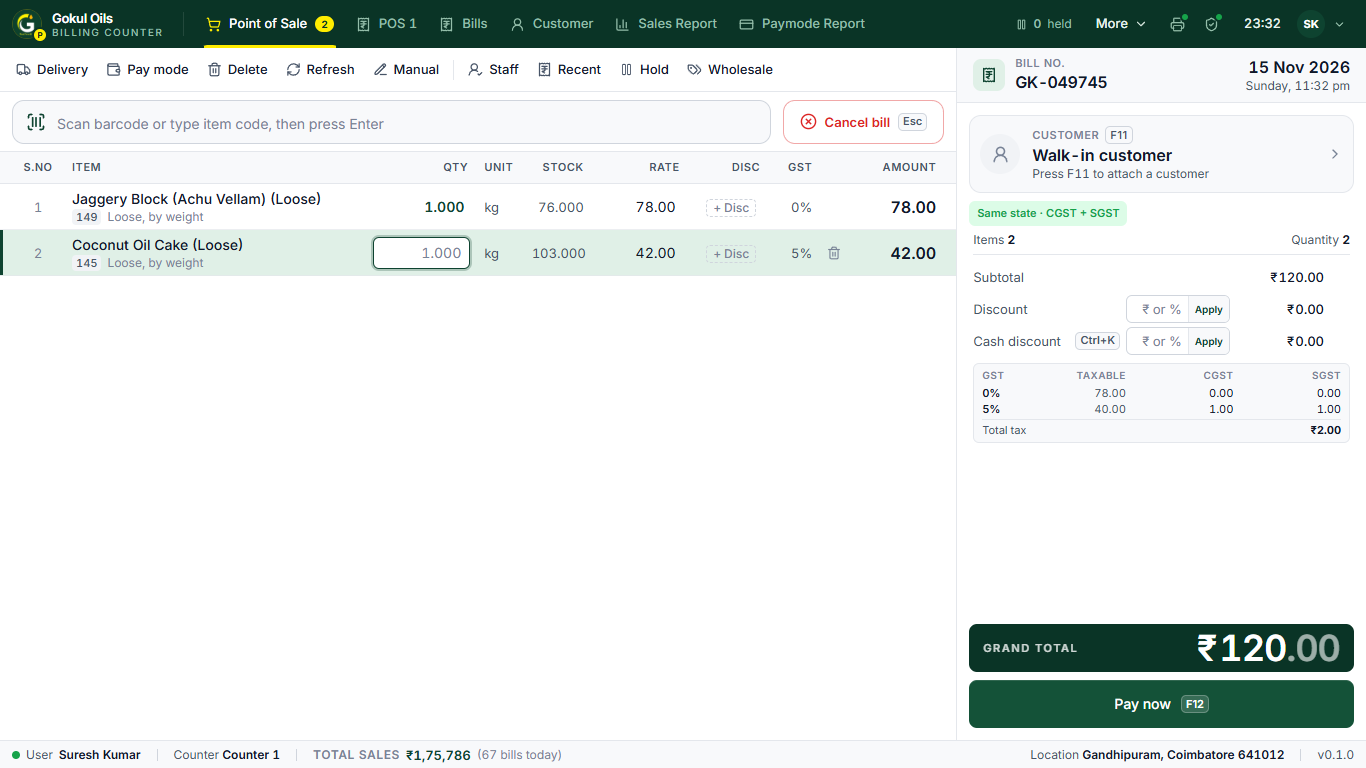 Gokul Oils
BILLING COUNTER
Point of Sale 2
POS 1
Bills
Customer
Sales Report
Paymode Report
0 held
More
23:32
SK
G
P
Delivery
Pay mode
Delete
Refresh
Manual
Staff
Recent
Hold
Wholesale
BILL NO.
GK-049745
15 Nov 2026
Sunday, 11:32 pm
Scan barcode or type item code, then press Enter
Cancel bill Esc
CUSTOMER F11
Walk-in customer
Press F11 to attach a customer
S.NO ITEM QTY UNIT STOCK RATE DISC GST AMOUNT
1 Jaggery Block (Achu Vellam) (Loose) 1.000 kg 76.000 78.00 + Disc 0% 78.00
149 Loose, by weight
2 Coconut Oil Cake (Loose) 1.000 kg 103.000 42.00 + Disc 5% 42.00
145 Loose, by weight
Same state · CGST + SGST
Items 2 Quantity 2
Subtotal ₹120.00
Discount ₹ or % Apply ₹0.00
Cash discount Ctrl+K ₹ or % Apply ₹0.00
GST TAXABLE CGST SGST
0% 78.00 0.00 0.00
5% 40.00 1.00 1.00
Total tax ₹2.00
GRAND TOTAL ₹120.00
Pay now F12
User Suresh Kumar
Counter Counter 1
TOTAL SALES ₹1,75,786 (67 bills today)
Location Gandhipuram, Coimbatore 641012
v0.1.0